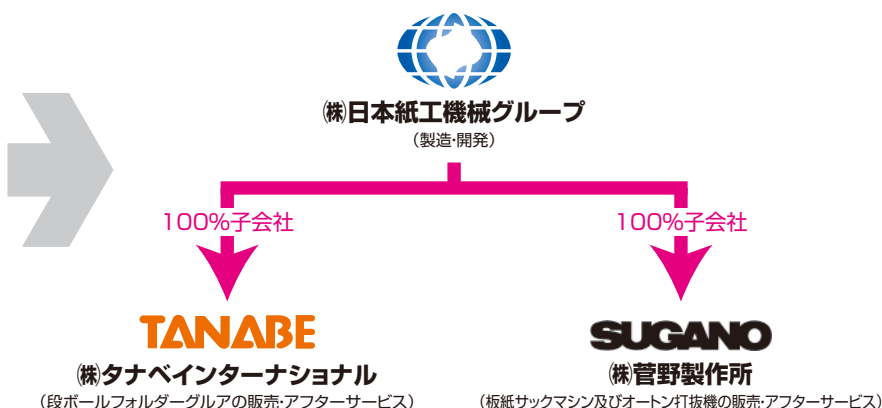 ㈱日本紙工機械グループ
（製造・開発）
100%子会社
100%子会社
TANABE
SUGANO
㈱タナベインターナショナル
㈱菅野製作所
（段ボールフォルダーグルアの販売・アフターサービス）
（板紙サックマシン及びオートン打抜機の販売・アフターサービス）